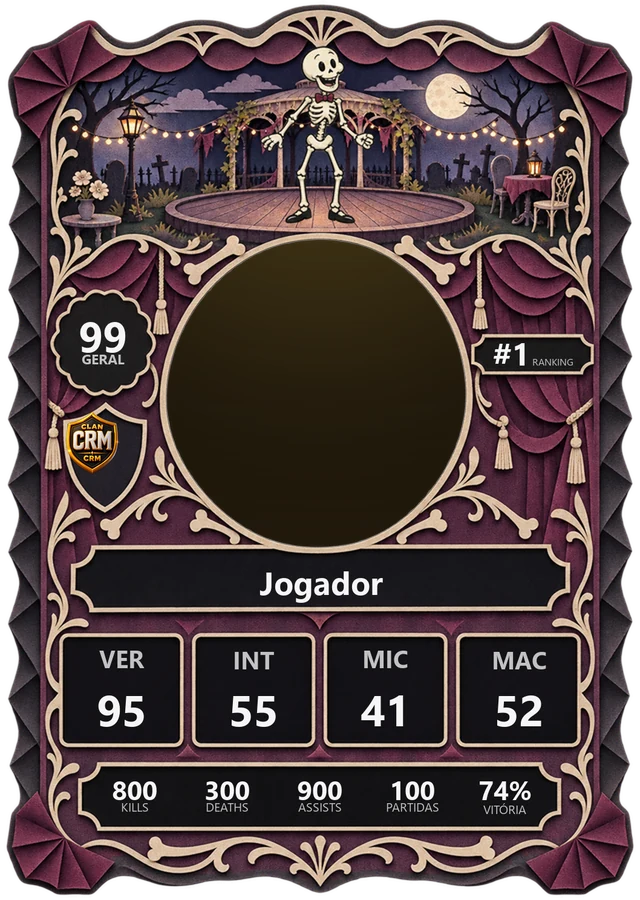 99
GERAL
#1 RANKING
CLAN
CRM
CRM
Jogador
VER INT MIC MAC
95 55 41 52
800 300 900 100 74%
KILLS DEATHS ASSISTS PARTIDAS VITÓRIA